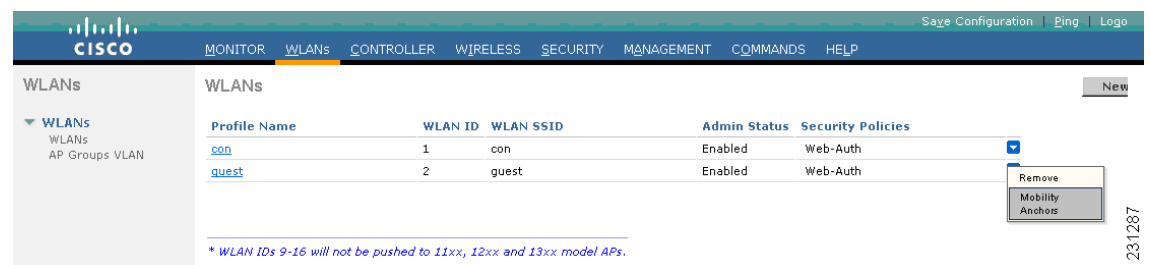 Save Configuration | Ping | Logo
CISCO
MONITOR WLANs CONTROLLER WIRELESS SECURITY MANAGEMENT COMMANDS HELP
WLANs
WLANs
New
WLANs
WLANs
AP Groups VLAN
Profile Name WLAN ID WLAN SSID Admin Status Security Policies
con 1 con Enabled Web-Auth
guest 2 guest Enabled Web-Auth
Remove
Mobility
Anchors
* WLAN IDs 9-16 will not be pushed to 11xx, 12xx and 13xx model APs.
231287